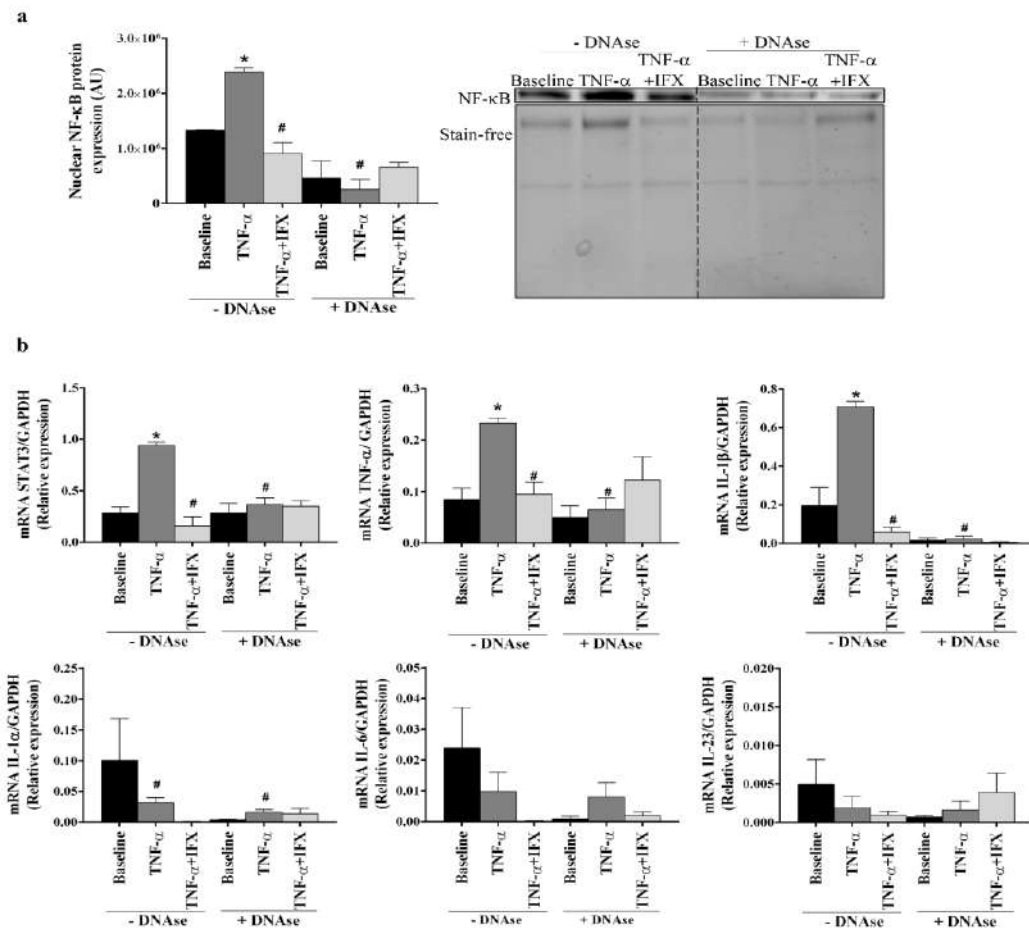 a
Nuclear NF-κB protein
expression (AU)
3.0×10⁶
2.0×10⁶
1.0×10⁶
0
*
#
#
Baseline
TNF-α
TNF-α+IFX
Baseline
TNF-α
TNF-α+IFX
- DNAse
+ DNAse
- DNAse
+ DNAse
TNF-α
TNF-α
Baseline TNF-α +IFX
Baseline TNF-α +IFX
NF-κB
Stain-free
b
mRNA STAT3/GAPDH
(Relative expression)
1.5
1.0
0.5
0.0
*
#
#
Baseline
TNF-α
TNF-α+IFX
Baseline
TNF-α
TNF-α+IFX
- DNAse
+ DNAse
mRNA TNF-α/ GAPDH
(Relative expression)
0.3
0.2
0.1
0.0
*
#
#
Baseline
TNF-α
TNF-α+IFX
Baseline
TNF-α
TNF-α+IFX
- DNAse
+ DNAse
mRNA IL-1β/GAPDH
(Relative expression)
0.8
0.6
0.4
0.2
0.0
*
#
#
Baseline
TNF-α
TNF-α+IFX
Baseline
TNF-α
TNF-α+IFX
- DNAse
+ DNAse
mRNA IL-1α/GAPDH
(Relative expression)
0.25
0.20
0.15
0.10
0.05
0.00
#
#
Baseline
TNF-α
TNF-α+IFX
Baseline
TNF-α
TNF-α+IFX
- DNAse
+ DNAse
mRNA IL-6/GAPDH
(Relative expression)
0.05
0.04
0.03
0.02
0.01
0.00
Baseline
TNF-α
TNF-α+IFX
Baseline
TNF-α
TNF-α+IFX
- DNAse
+ DNAse
mRNA IL-23/GAPDH
(Relative expression)
0.020
0.015
0.010
0.005
0.000
Baseline
TNF-α
TNF-α+IFX
Baseline
TNF-α
TNF-α+IFX
- DNAse
+ DNAse